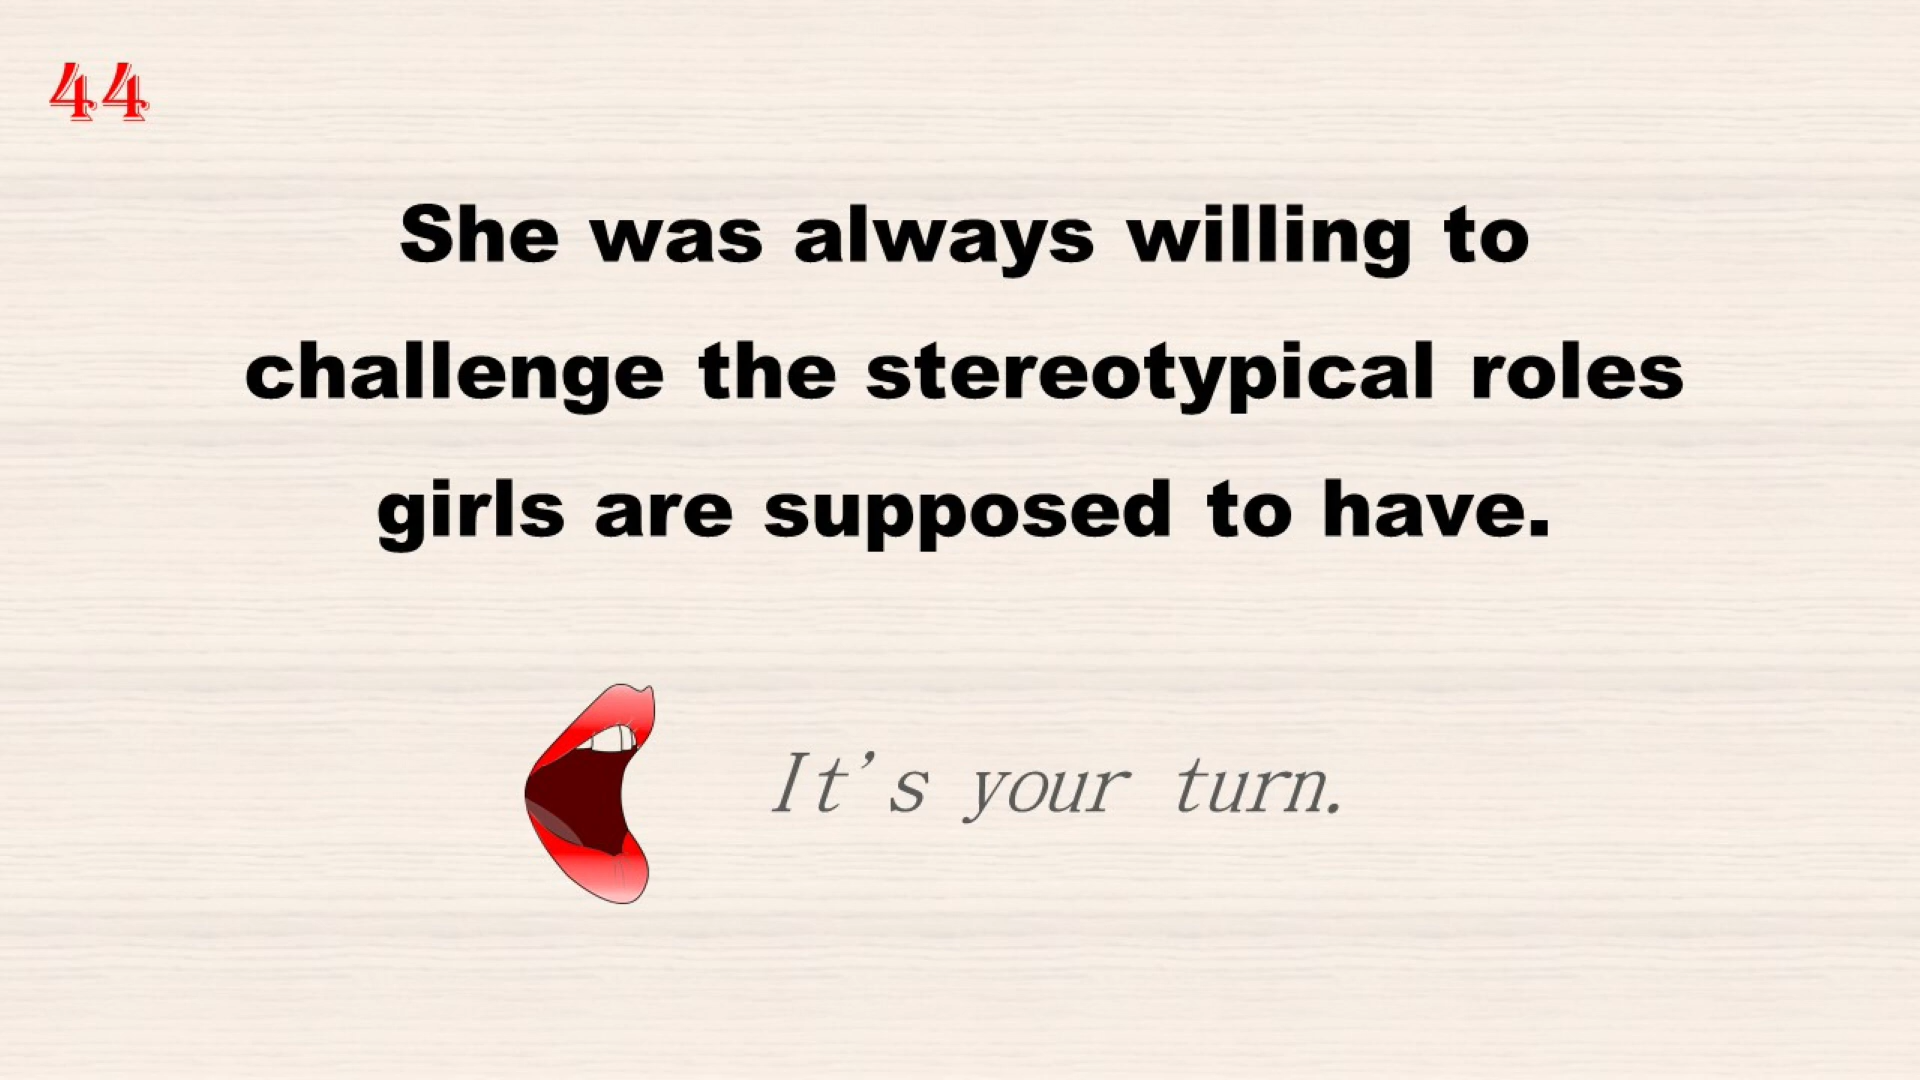 44
She was always willing to
challenge the stereotypical roles
girls are supposed to have.
It's your turn.